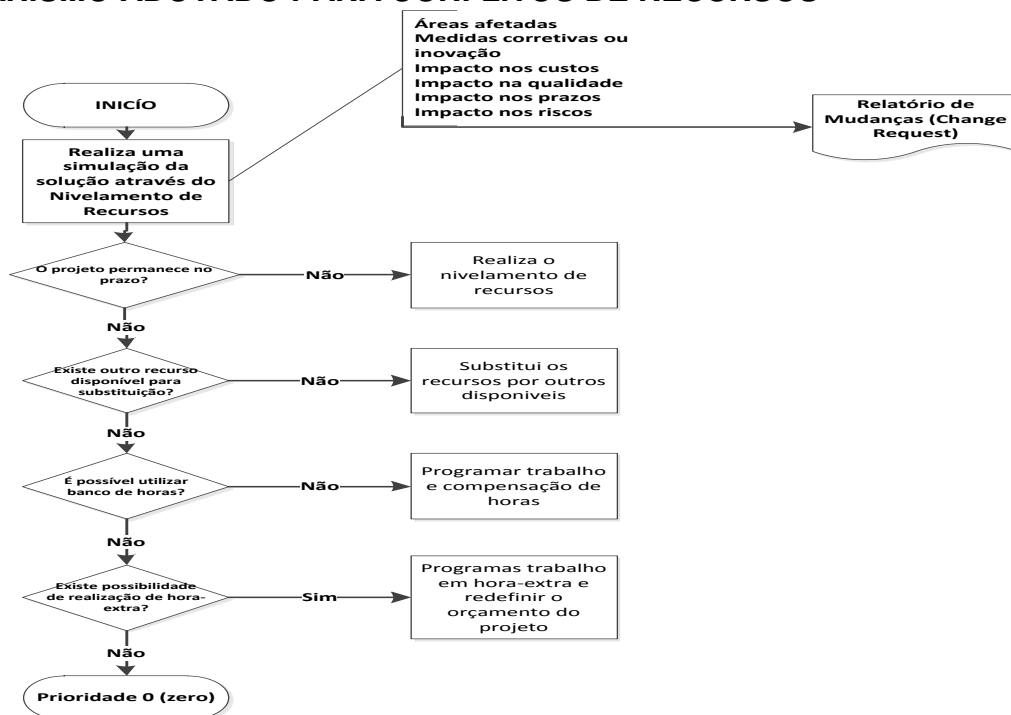 Áreas afetadas
Medidas corretivas ou
inovação
Impacto nos custos
Impacto na qualidade
Impacto nos prazos
Impacto nos riscos
INICÍO
Relatório de
Mudanças (Change
Request)
Realiza uma
simulação da
solução através do
Nivelamento de
Recursos
O projeto permanece no
prazo?
Não
Realiza o
nivelamento de
recursos
Não
Existe outro recurso
disponível para
substituição?
Não
Substitui os
recursos por outros
disponiveis
Não
É possível utilizar
banco de horas?
Não
Programar trabalho
e compensação de
horas
Não
Existe possibilidade
de realização de hora-
extra?
Sim
Programas trabalho
em hora-extra e
redefinir o
orçamento do
projeto
Não
Prioridade 0 (zero)